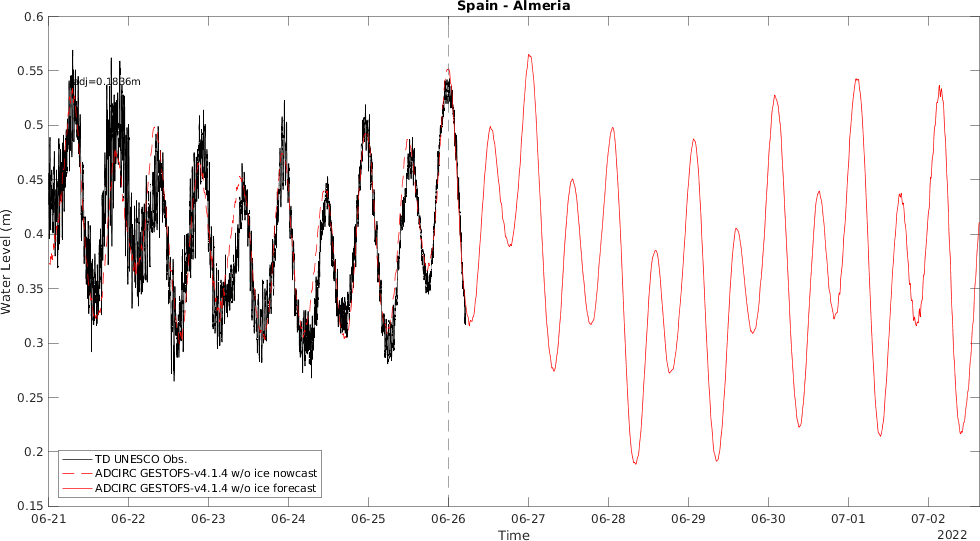 Spain - Almeria
0.6
0.55
0.5
0.45
0.4
0.35
0.3
0.25
0.2
0.15
Water Level (m)
adj=0.1836m
TD UNESCO Obs.
ADCIRC GESTOFS-v4.1.4 w/o ice nowcast
ADCIRC GESTOFS-v4.1.4 w/o ice forecast
06-21 06-22 06-23 06-24 06-25 06-26 06-27 06-28 06-29 06-30 07-01 07-02
2022
Time